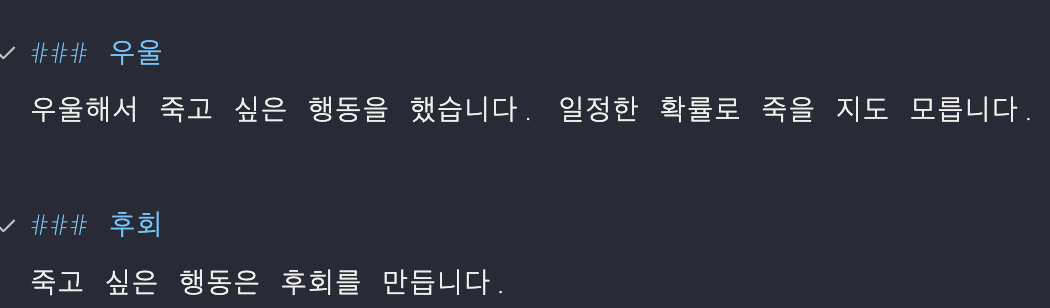 ### 우울
우울해서 죽고 싶은 행동을 했습니다. 일정한 확률로 죽을 지도 모릅니다.
### 후회
죽고 싶은 행동은 후회를 만듭니다.